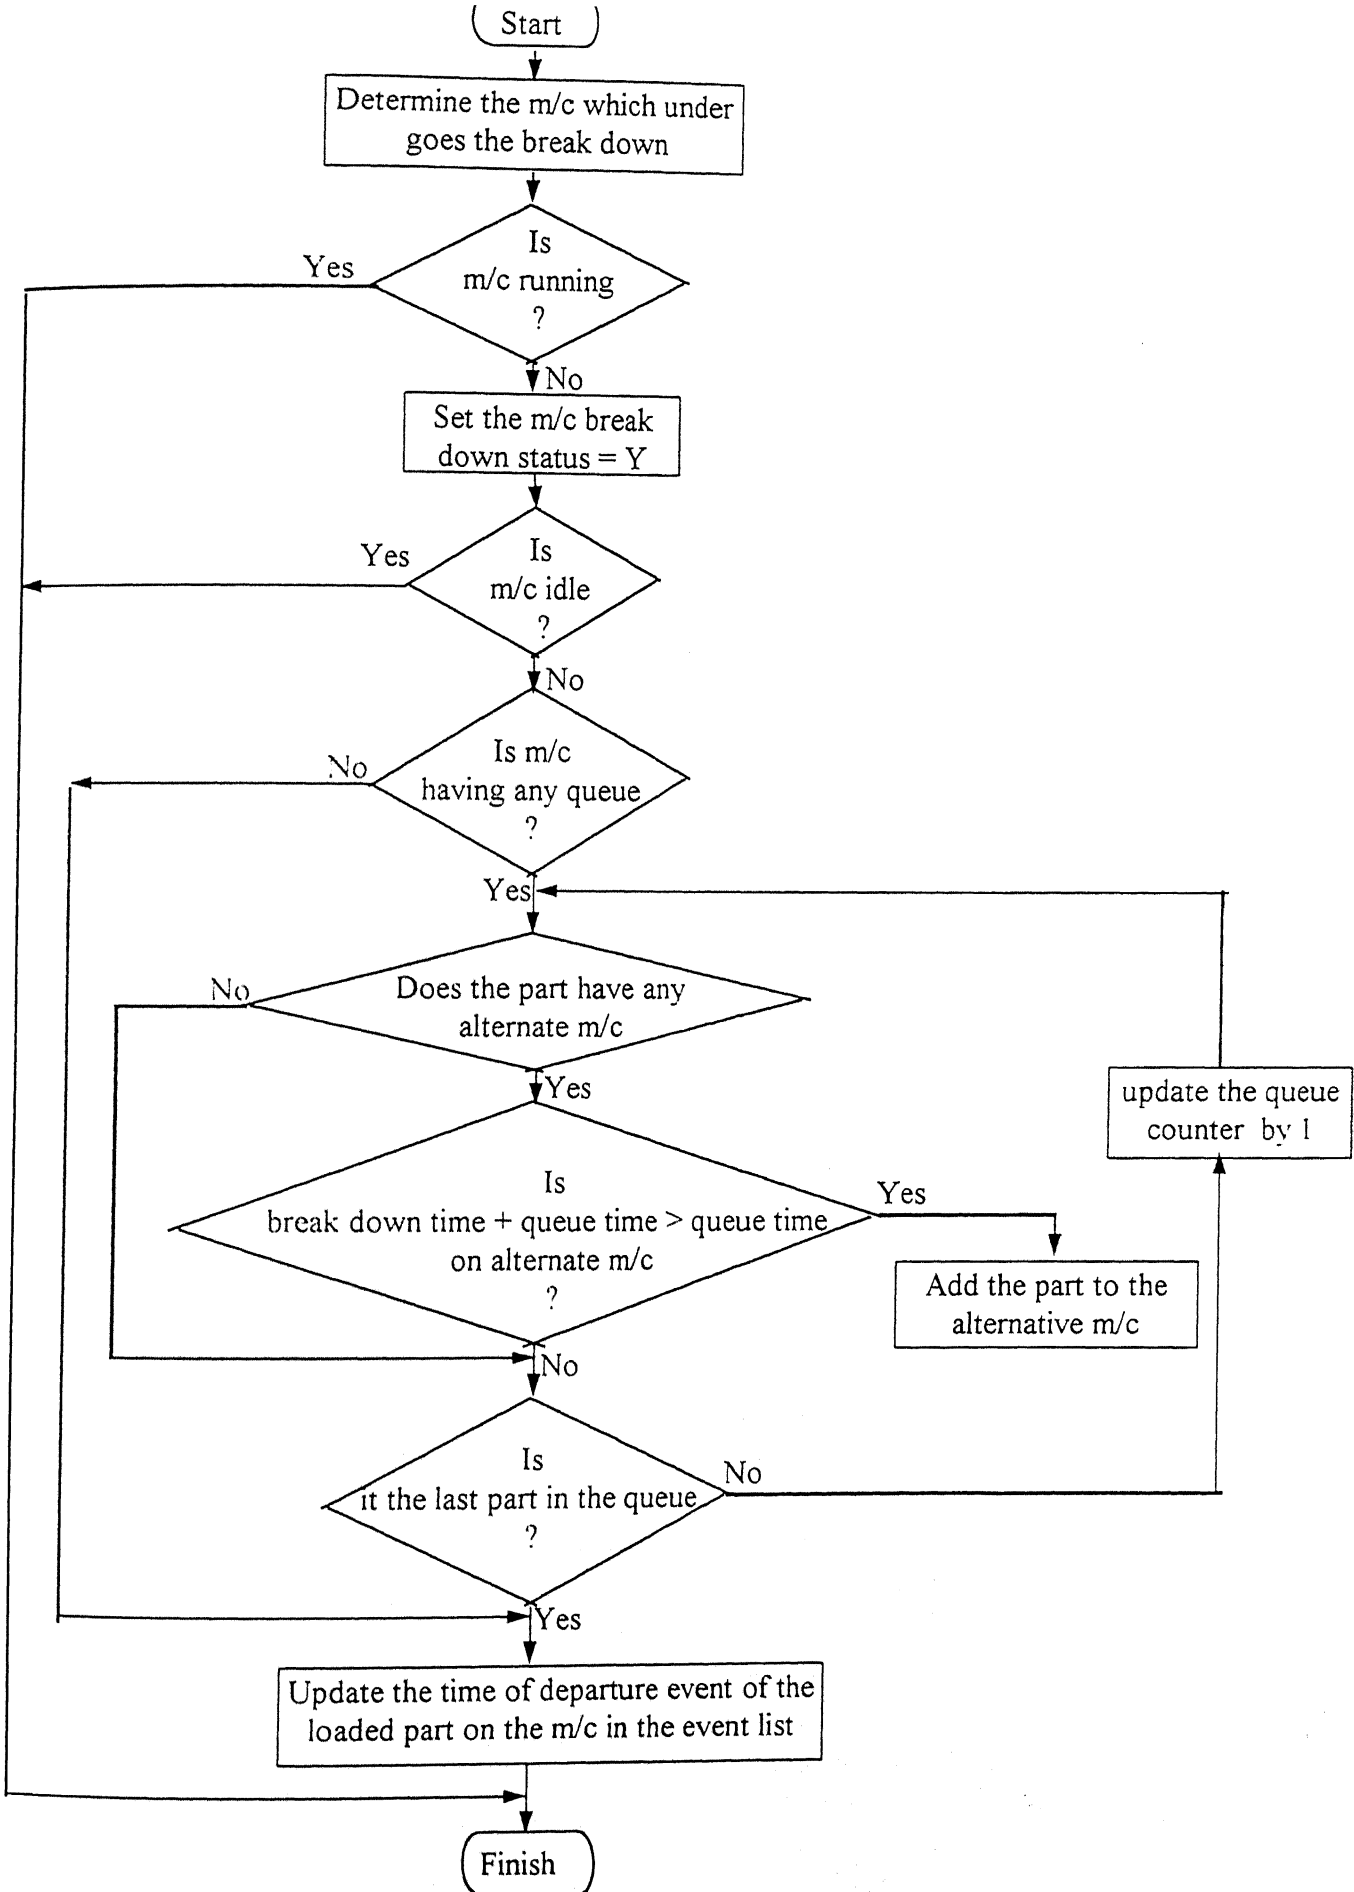 Start
Determine the m/c which under
goes the break down
Is
m/c running
?
Yes
No
Set the m/c break
down status = Y
Is
m/c idle
?
Yes
No
Is m/c
having any queue
?
No
Yes
Does the part have any
alternate m/c
No
Yes
update the queue
counter by 1
Is
break down time + queue time > queue time
on alternate m/c
?
Yes
Add the part to the
alternative m/c
No
Is
it the last part in the queue
?
No
Yes
Update the time of departure event of the
loaded part on the m/c in the event list
Finish